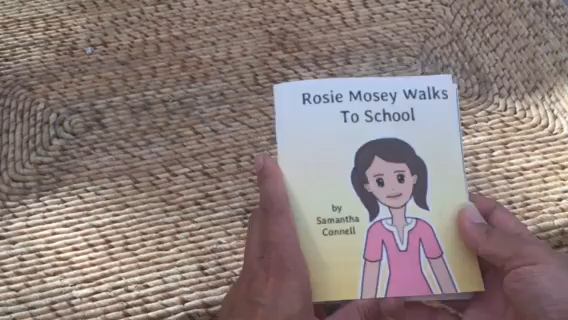 Rosie Mosey Walks
To School
by
Samantha
Connell